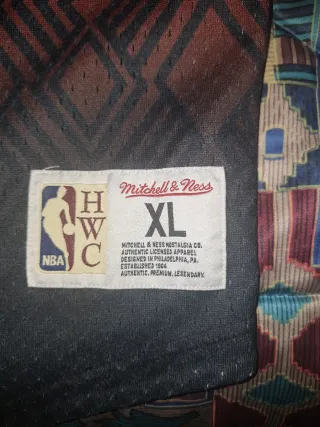 Mitchell & Ness
XL
HWC
NBA
MITCHELL & NESS NOSTALGIA CO.
AUTHENTIC LICENSED APPAREL
DESIGNED IN PHILADELPHIA, PA.
ESTABLISHED 1904
AUTHENTIC. PREMIUM. LEGENDARY.